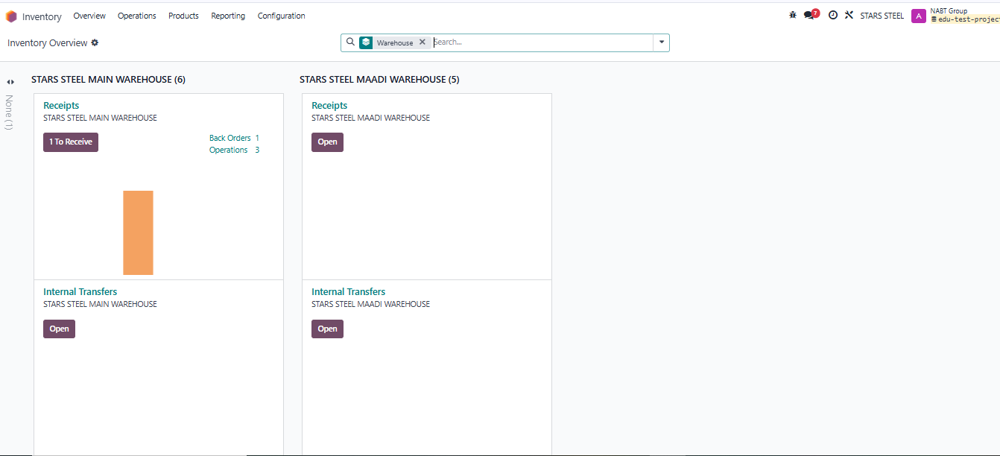 Inventory Overview Operations Products Reporting Configuration 7 STARS STEEL A NABT Group
edu-test-projec
Inventory Overview Warehouse Search...
None (1)
STARS STEEL MAIN WAREHOUSE (6)
Receipts
STARS STEEL MAIN WAREHOUSE
1 To Receive
Back Orders 1
Operations 3
Internal Transfers
STARS STEEL MAIN WAREHOUSE
Open
STARS STEEL MAADI WAREHOUSE (5)
Receipts
STARS STEEL MAADI WAREHOUSE
Open
Internal Transfers
STARS STEEL MAADI WAREHOUSE
Open